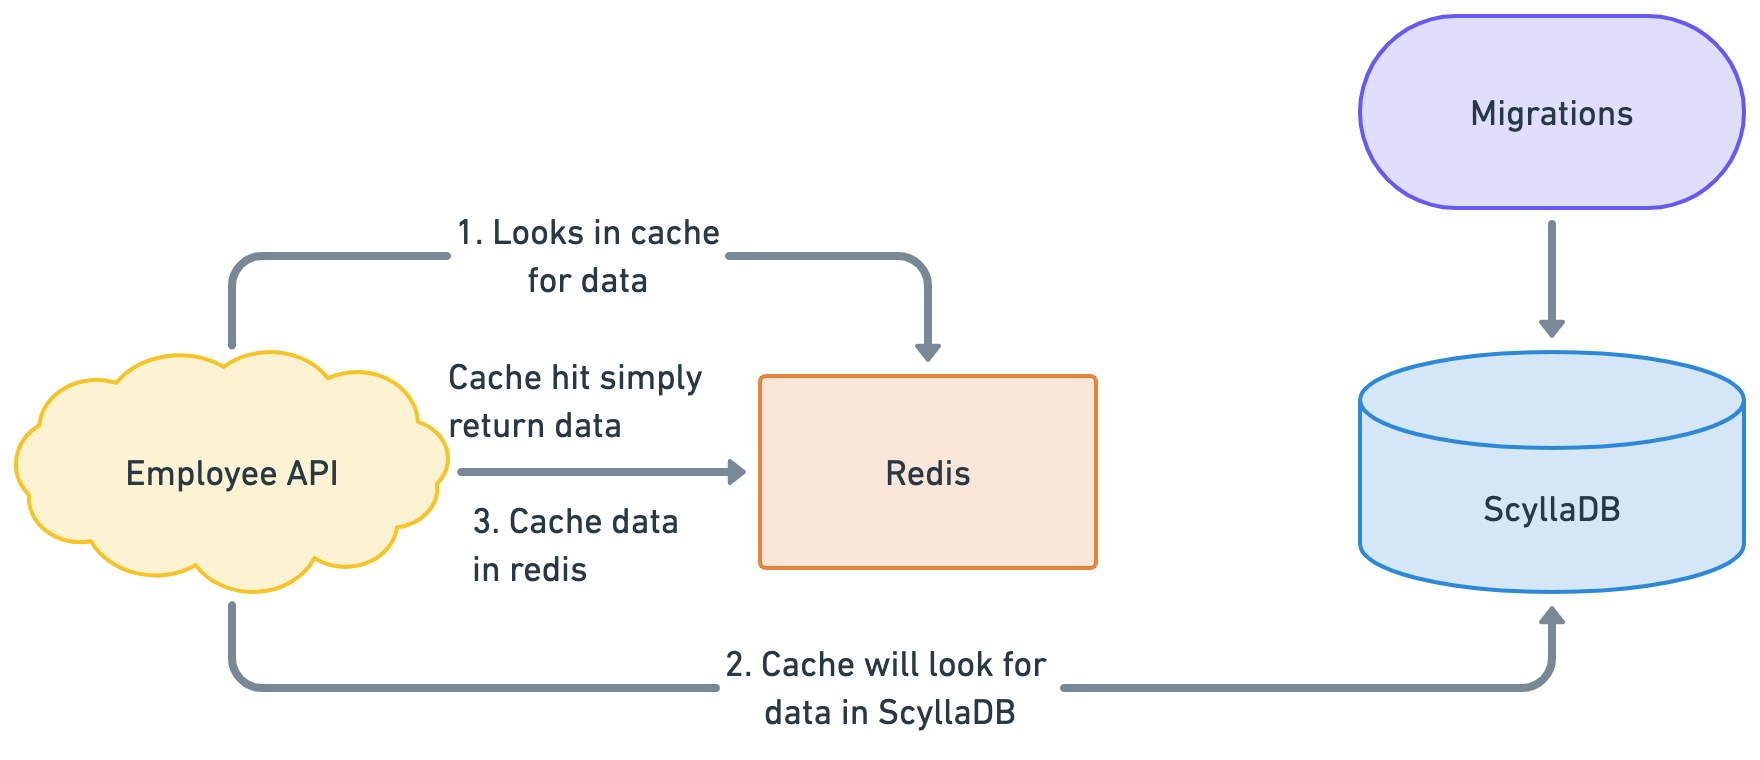 Migrations
1. Looks in cache
for data
Cache hit simply
return data
Employee API
Redis
ScyllaDB
3. Cache data
in redis
2. Cache will look for
data in ScyllaDB